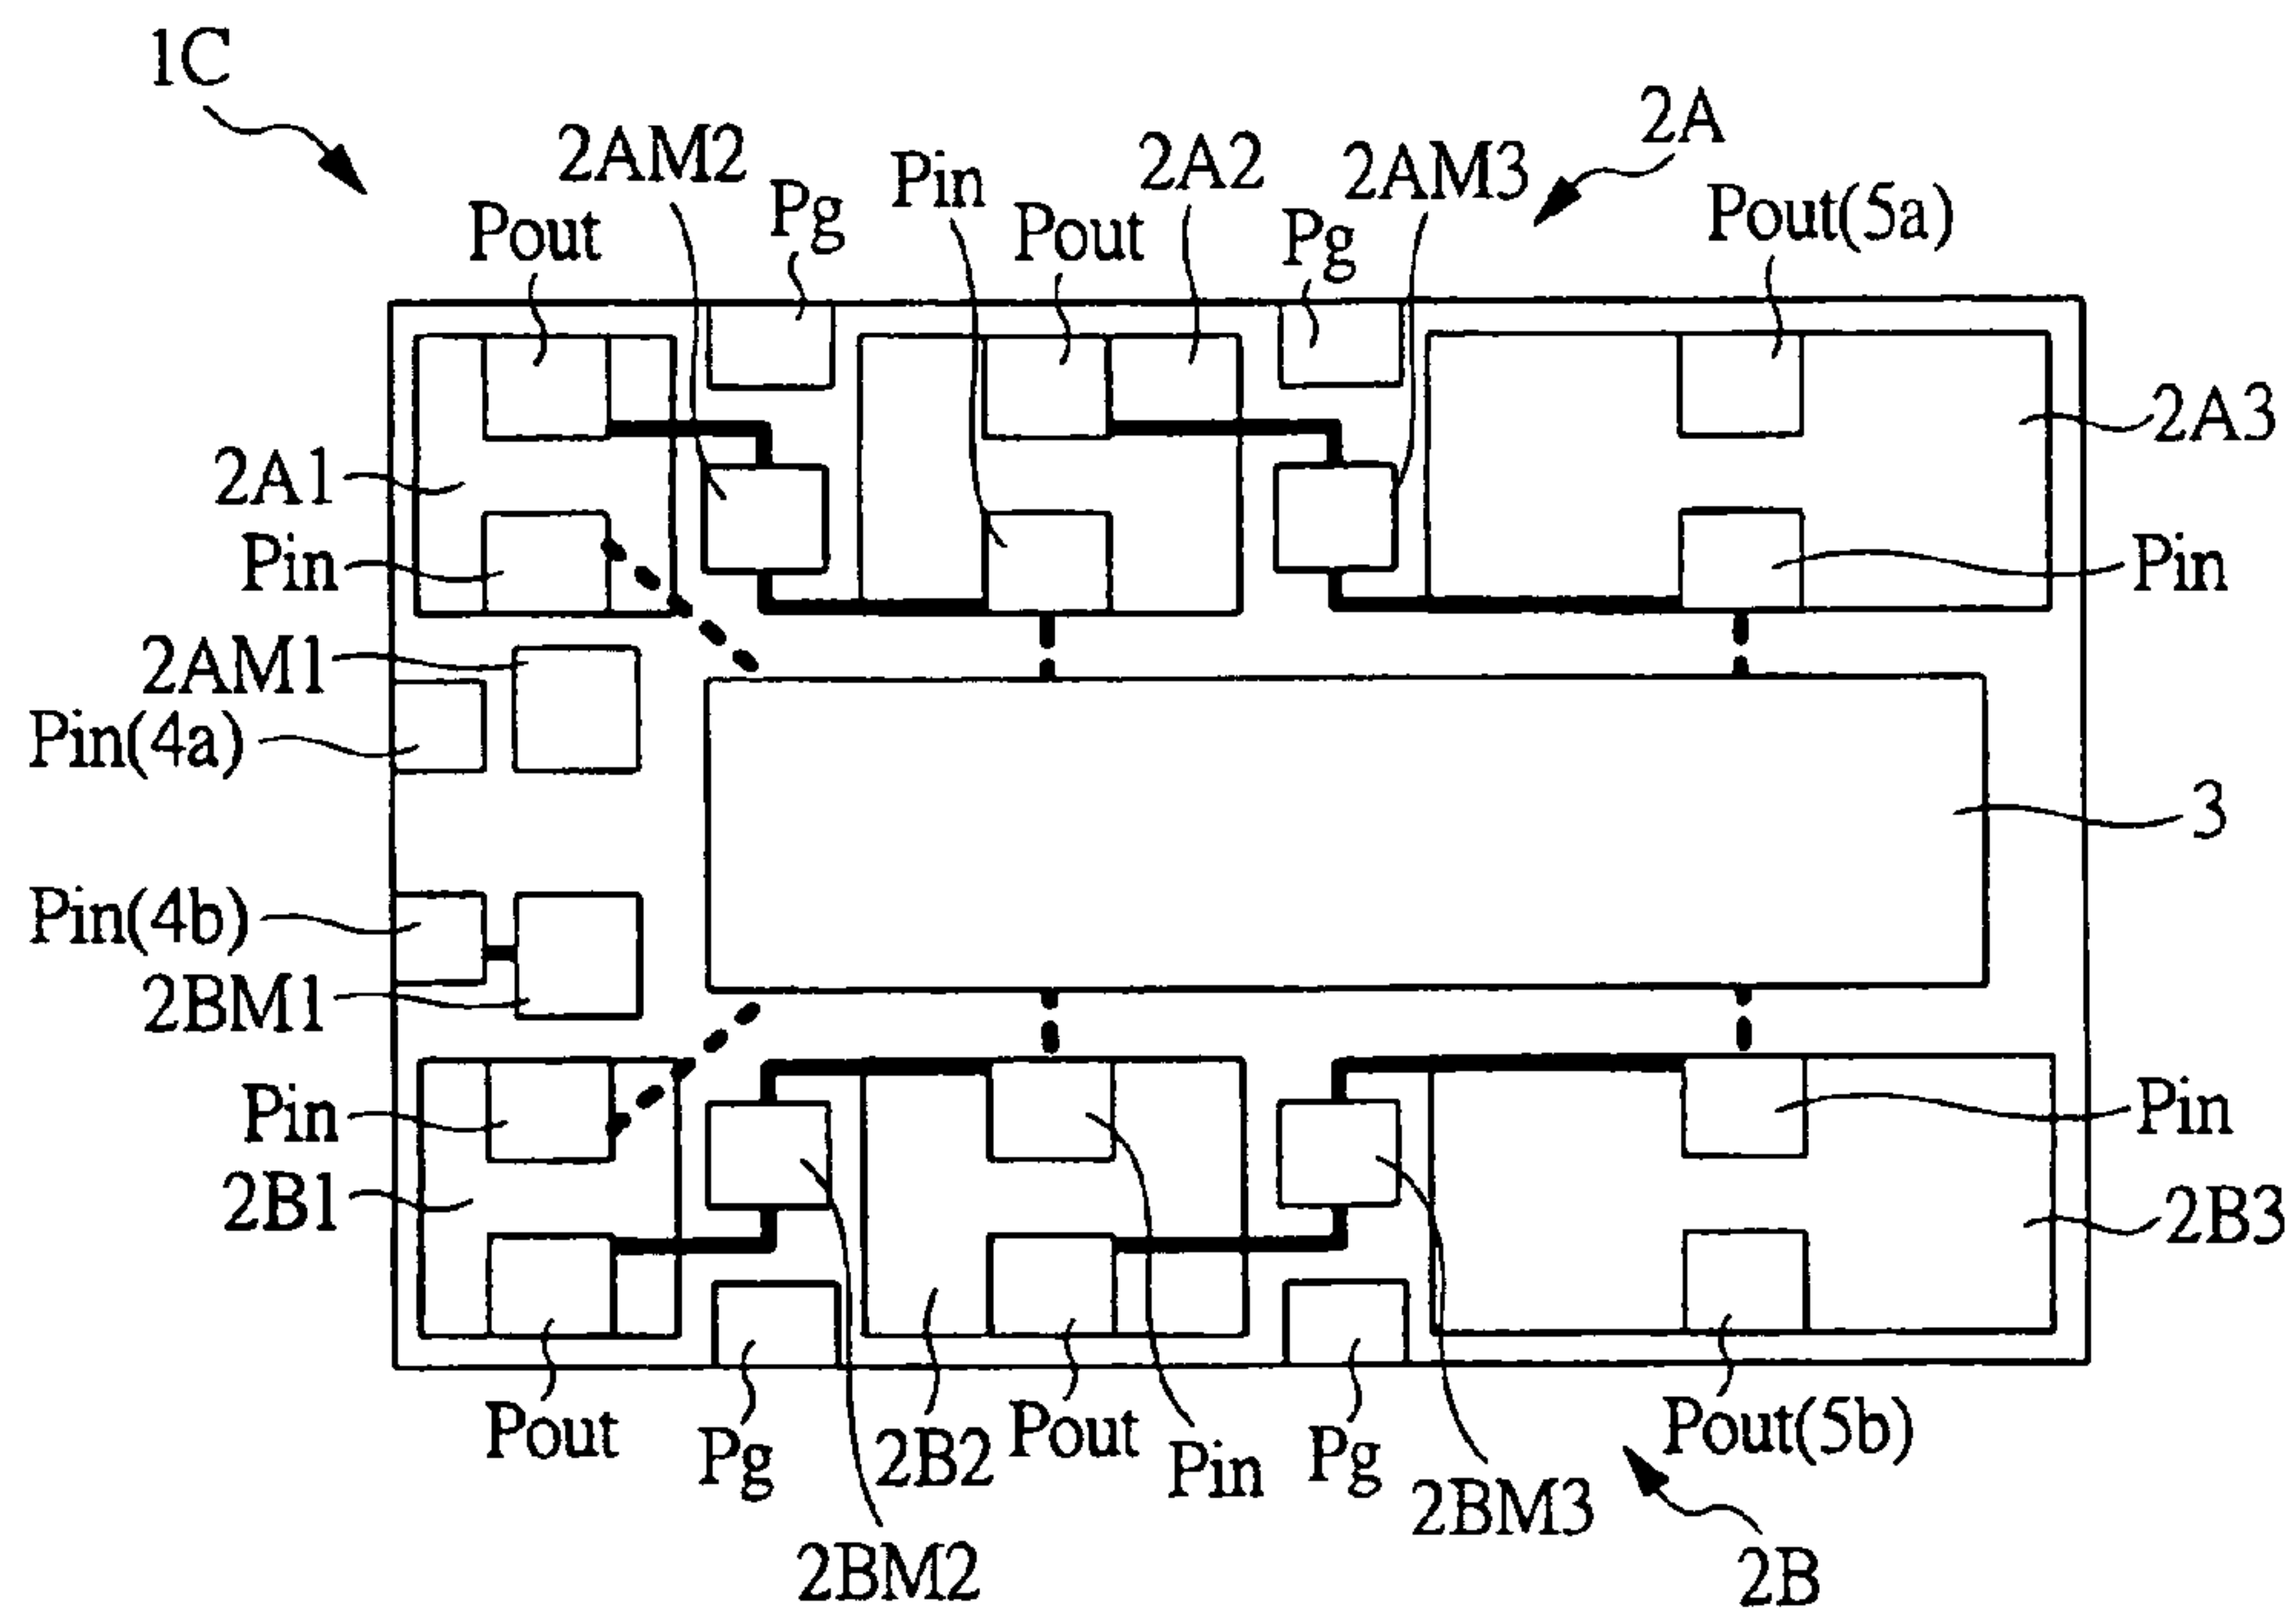 1C
2A
2AM2
Pin
2A2
2AM3
Pout
Pg
Pout
Pg
Pout(5a)
2A1
2A3
Pin
Pin
2AM1
Pin(4a)
3
Pin(4b)
2BM1
Pin
Pin
2B1
2B3
Pout
Pg
2B2
Pout
Pin
Pg
Pout(5b)
2BM2
2BM3
2B